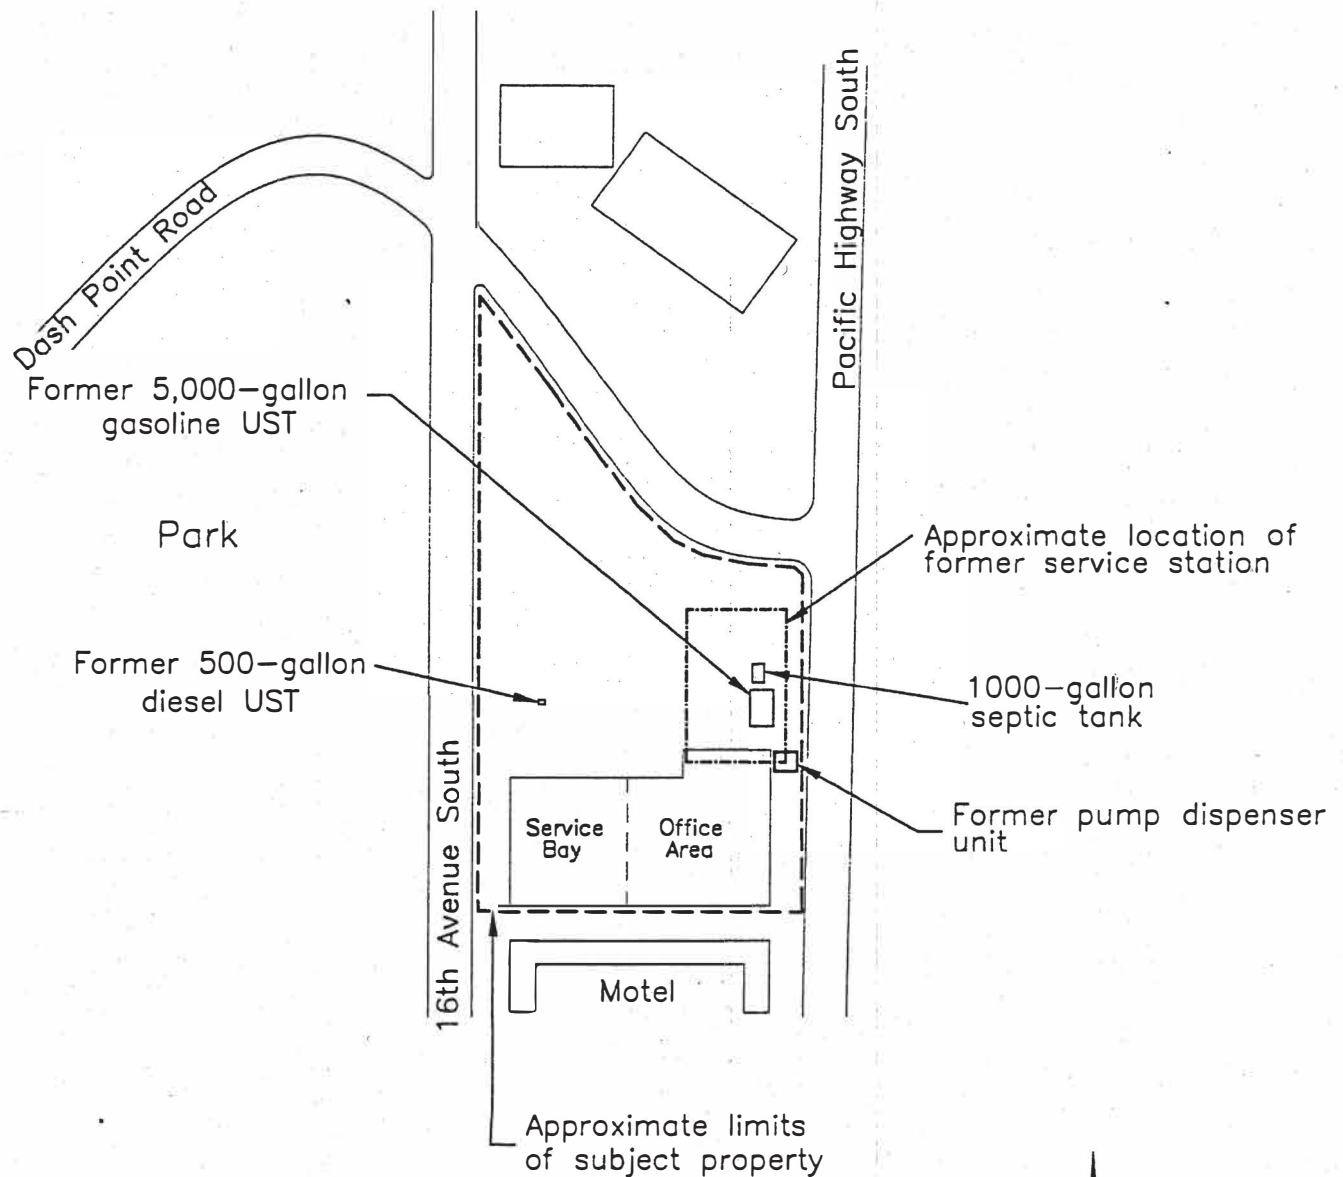 Pacific Highway South
Dash Point Road
Former 5,000-gallon
gasoline UST
Park
Approximate location of
former service station
Former 500-gallon
diesel UST
1000-gallon
septic tank
16th Avenue South
Service
Bay
Office
Area
Former pump dispenser
unit
Motel
Approximate limits
of subject property